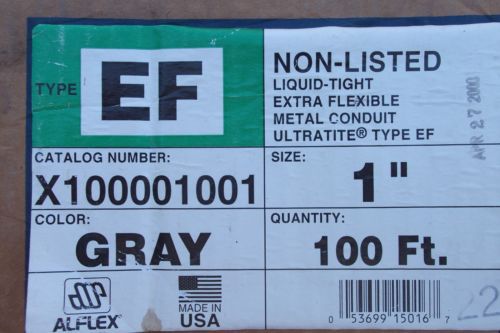 TYPE EF
NON-LISTED
LIQUID-TIGHT
EXTRA FLEXIBLE
METAL CONDUIT
ULTRATITE® TYPE EF
APR 27 2000
CATALOG NUMBER:
X100001001
SIZE:
1"
COLOR:
GRAY
QUANTITY:
100 Ft.
ALFLEX®
MADE IN
USA
0 53699 15016 7
22